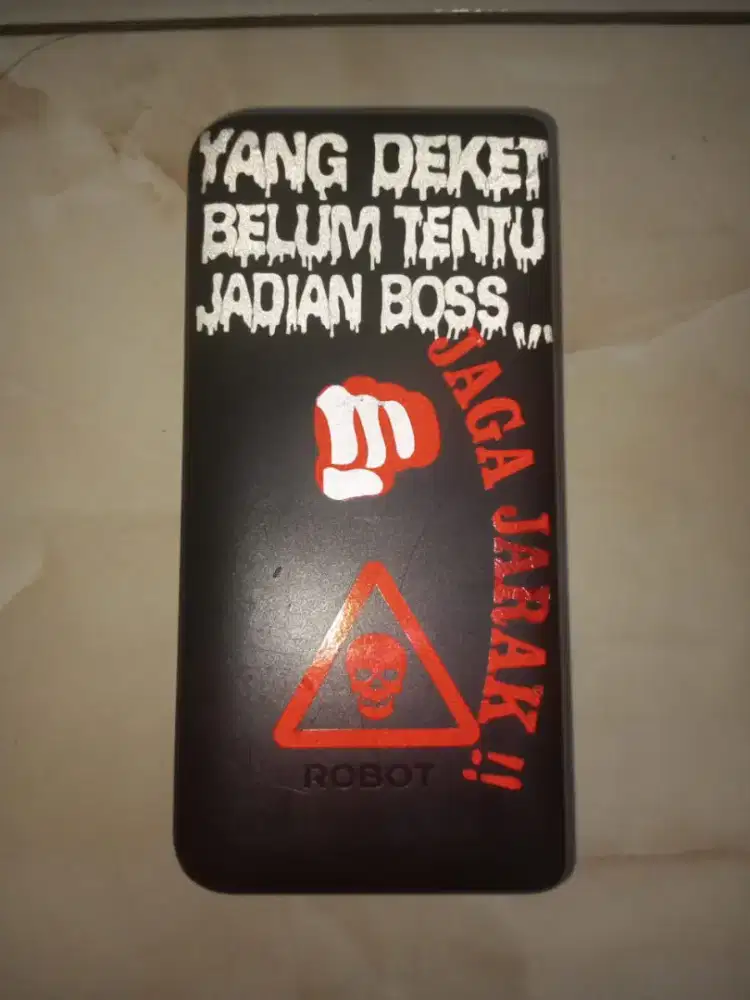 YANG DEKET
BELUM TENTU
JADIAN BOSS...
JAGA JARAK!!
ROBOT